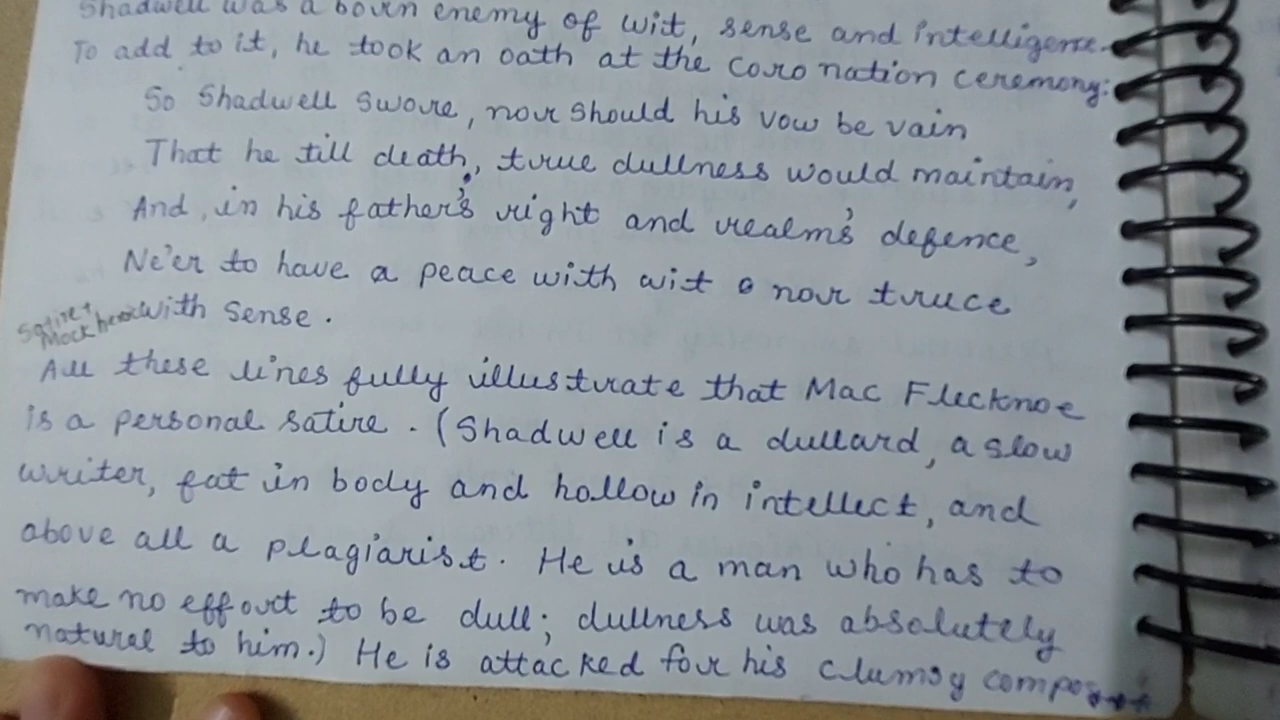 Shadwell was a born enemy of wit, sense and intelligence.
To add to it, he took an oath at the coronation ceremony:
So Shadwell swore, nor should his vow be vain
That he till death, true dullness would maintain,
And, in his father's right and realm's defence,
Ne'er to have a peace with wit nor truce
with sense.
Satire +
Mock heroic
All these lines fully illustrate that Mac Flecknoe
is a personal satire. (Shadwell is a dullard, a slow
writer, fat in body and hollow in intellect, and
above all a plagiarist. He is a man who has to
make no effort to be dull; dullness was absolutely
natural to him.) He is attacked for his clumsy